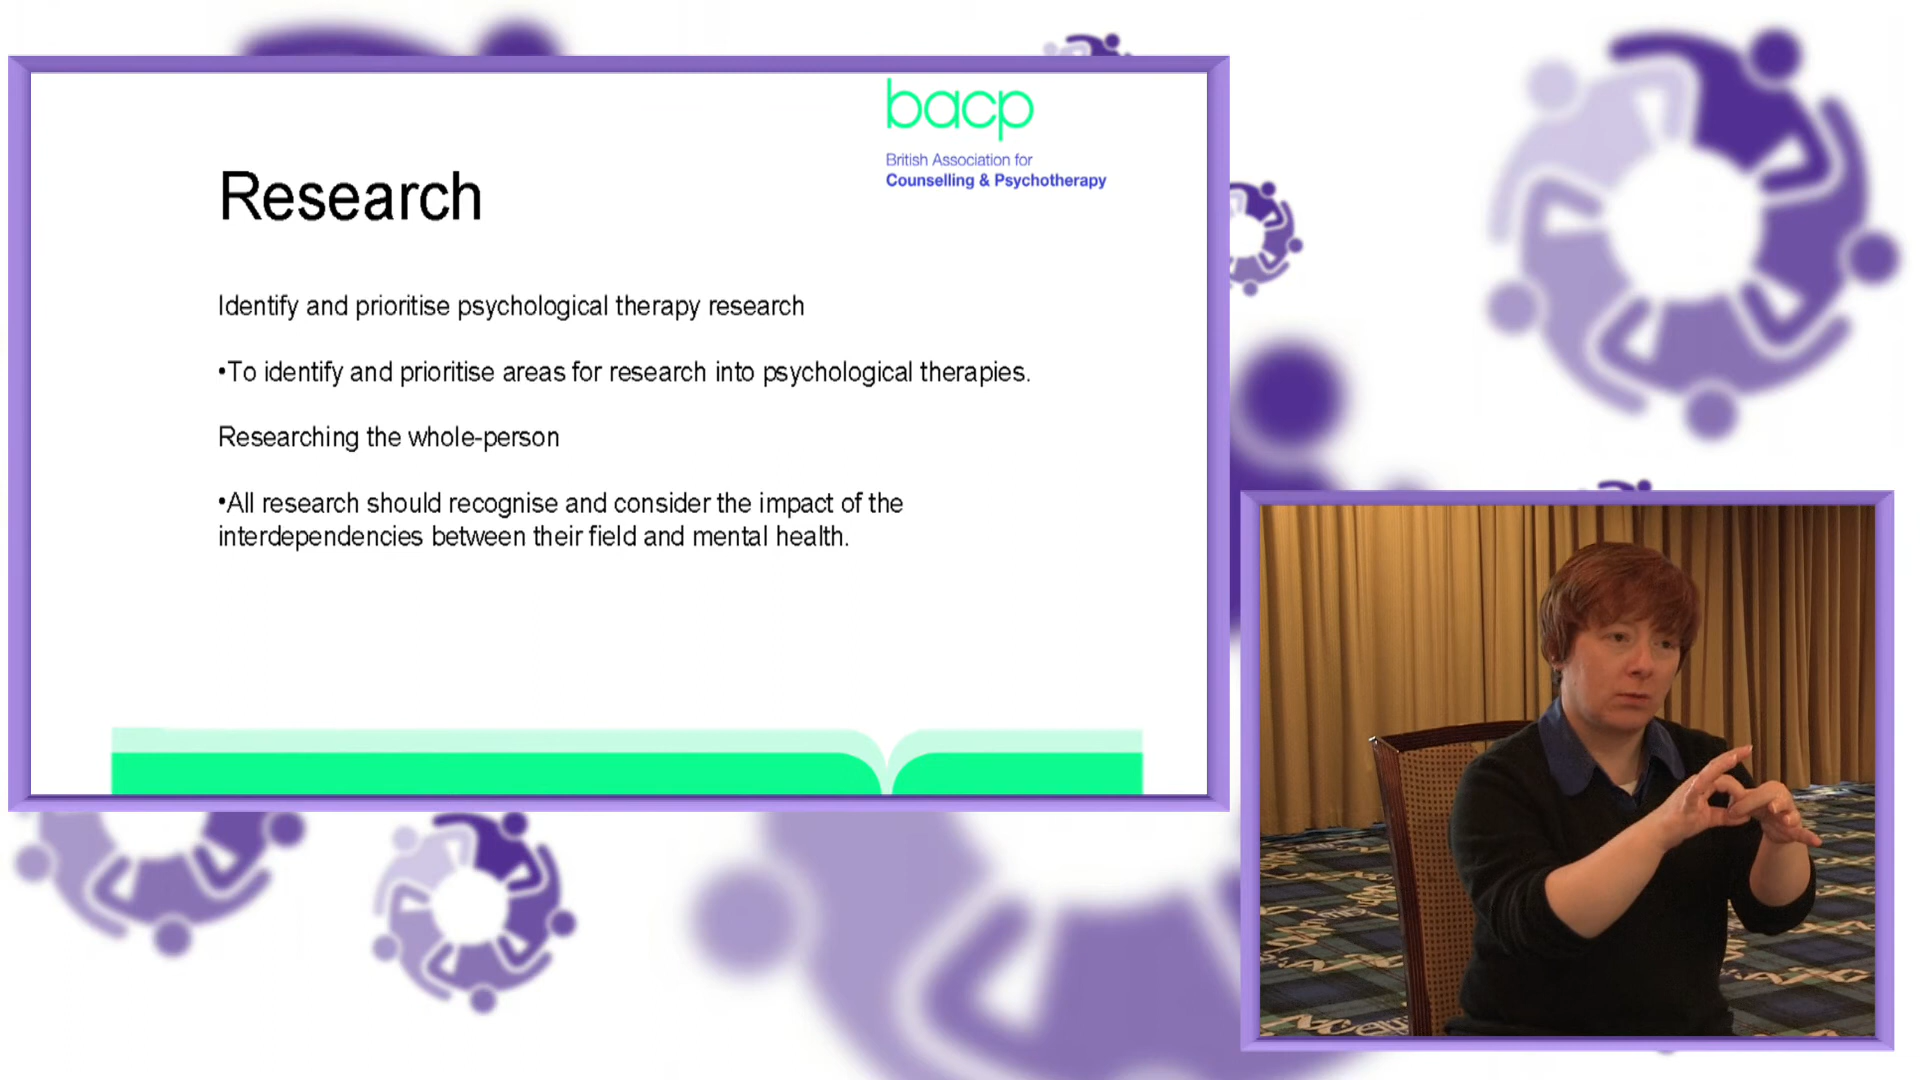 bacp
British Association for
Counselling & Psychotherapy
Research
Identify and prioritise psychological therapy research
•To identify and prioritise areas for research into psychological therapies.
Researching the whole-person
•All research should recognise and consider the impact of the
interdependencies between their field and mental health.